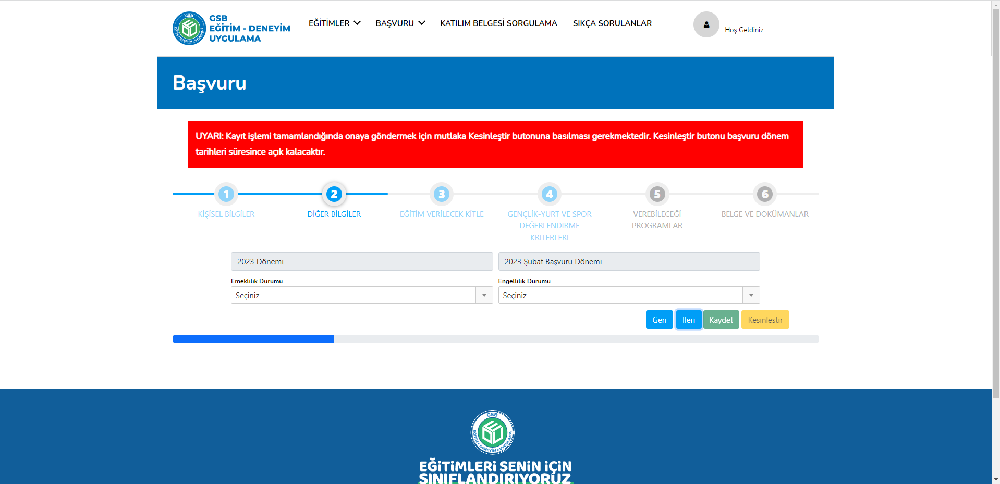 GSB
EĞİTİM - DENEYİM
UYGULAMA
EĞİTİMLER
BAŞVURU
KATILIM BELGESİ SORGULAMA
SIKÇA SORULANLAR
Hoş Geldiniz
Başvuru
UYARI: Kayıt işlemi tamamlandığında onaya göndermek için mutlaka Kesinleştir butonuna basılması gerekmektedir. Kesinleştir butonu başvuru dönem
tarihleri süresince açık kalacaktır.
1
KİŞİSEL BİLGİLER
2
DİĞER BİLGİLER
3
EĞİTİM VERİLECEK KİTLE
4
GENÇLİK-YURT VE SPOR
DEĞERLENDİRME
KRİTERLERİ
5
VEREBİLECEĞİ
PROGRAMLAR
6
BELGE VE DOKÜMANLAR
2023 Dönemi
2023 Şubat Başvuru Dönemi
Emeklilik Durumu
Engellilik Durumu
Seçiniz
Seçiniz
Geri
İleri
Kaydet
Kesinlestir
GSB
EĞİTİM • DENEYİM • UYGULAMA
EĞİTİMLERİ SENİN İÇİN
SINIFLANDIRIYORUZ